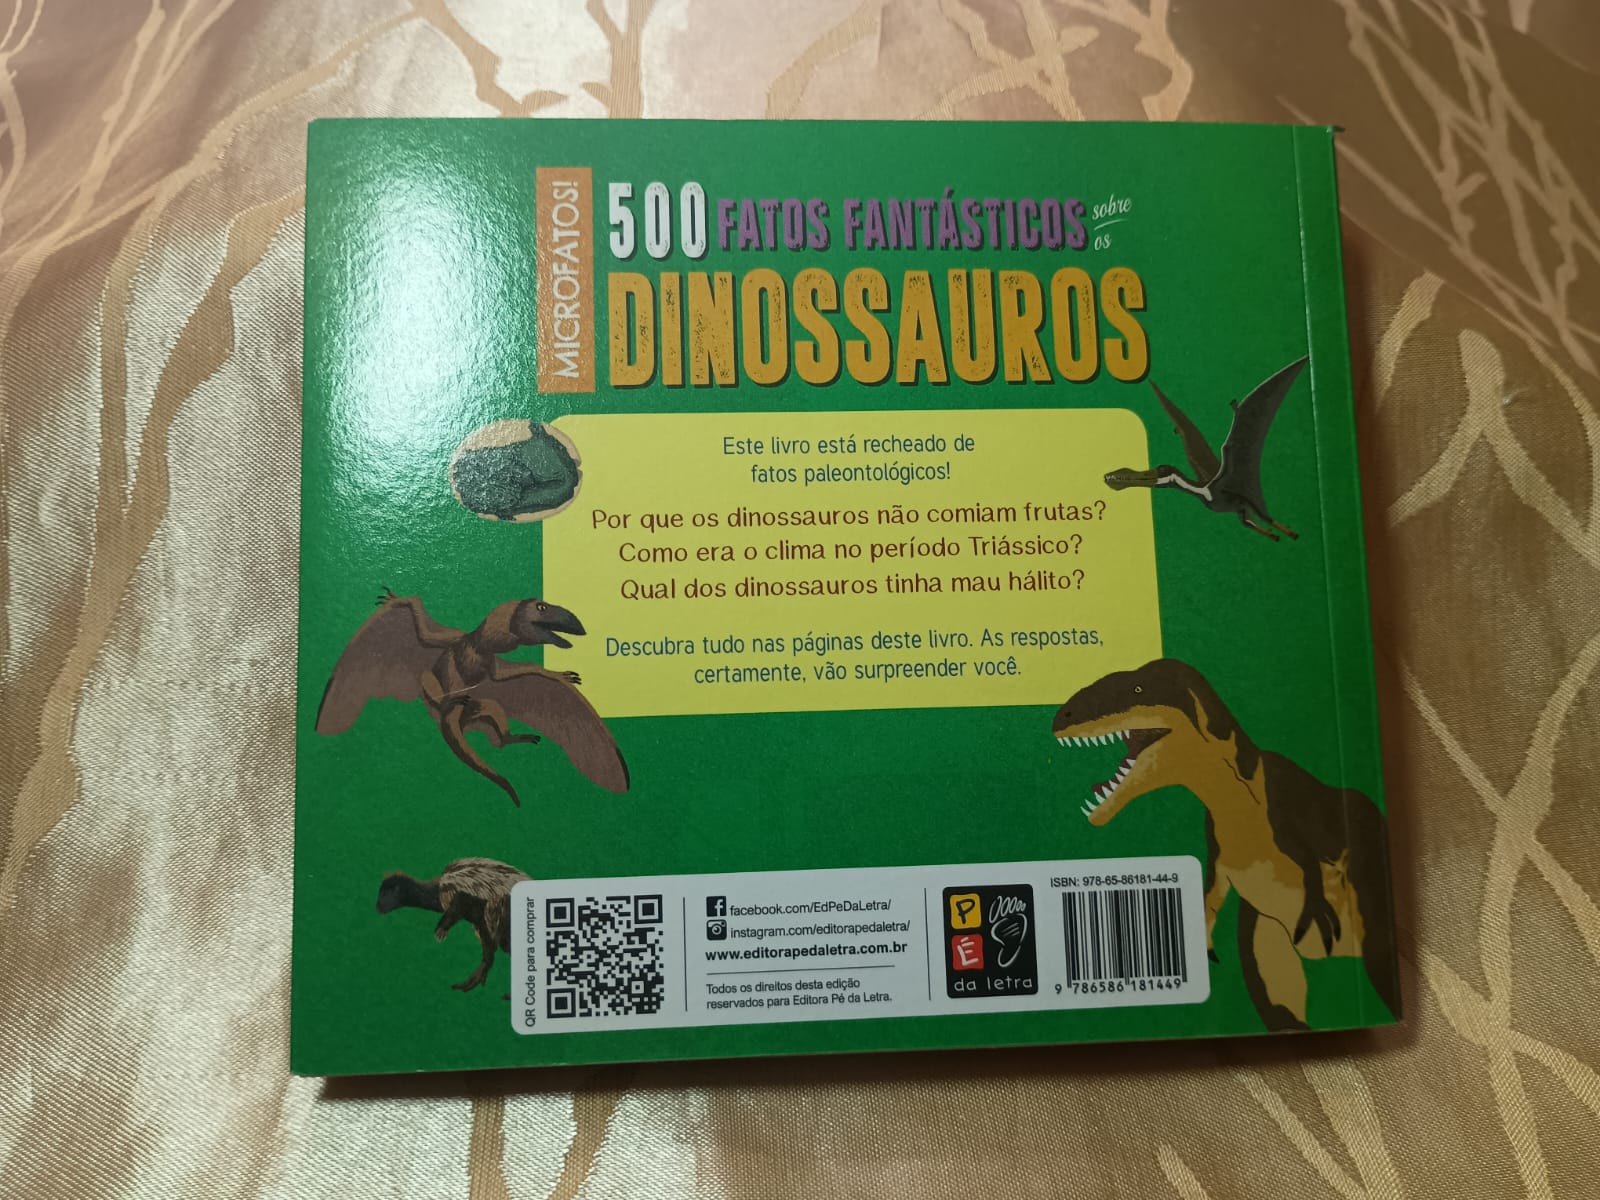 MICROFATOS!
500 FATOS FANTÁSTICOS sobre os
DINOSSAUROS
Este livro está recheado de
fatos paleontológicos!
Por que os dinossauros não comiam frutas?
Como era o clima no período Triássico?
Qual dos dinossauros tinha mau hálito?
Descubra tudo nas páginas deste livro. As respostas,
certamente, vão surpreender você.
QR Code para comprar
facebook.com/EdPeDaLetra/
instagram.com/editorapedaletra/
www.editorapedaletra.com.br
Todos os direitos desta edição
reservados para Editora Pé da Letra.
PÉ
da letra
ISBN: 978-65-86181-44-9
9 786586 181449